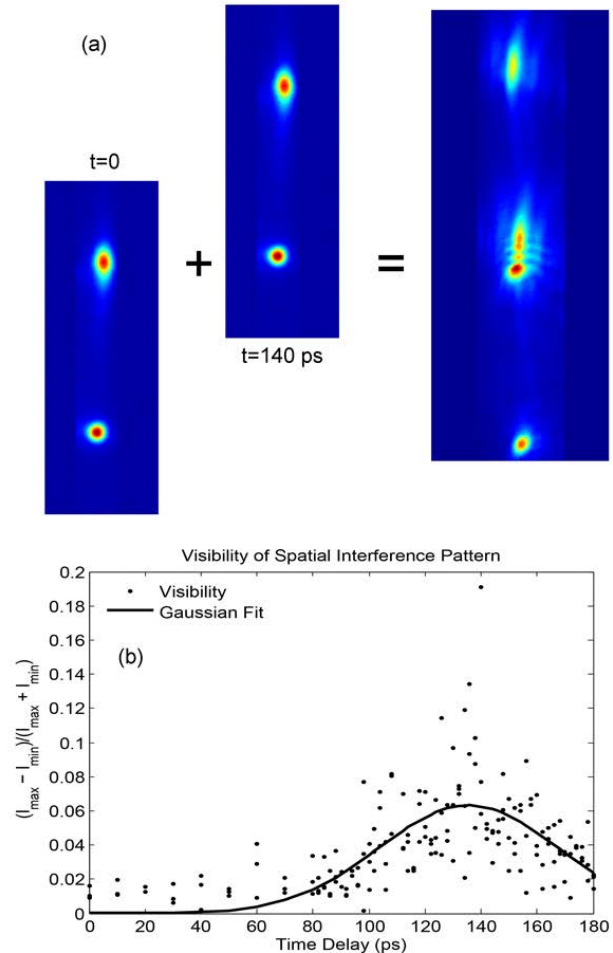 (a)
t=0
+
=
t=140 ps
Visibility of Spatial Interference Pattern
0.2
0.18
0.16
0.14
0.12
0.1
0.08
0.06
0.04
0.02
0
• Visibility
Gaussian Fit
(b)
(I_max − I_min)/(I_max + I_min)
0 20 40 60 80 100 120 140 160 180
Time Delay (ps)